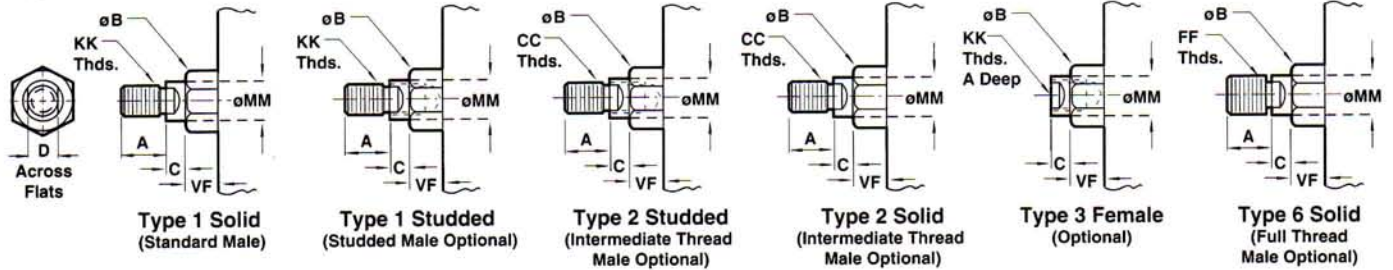 øB
KK
Thds.
D
Across
Flats
A
C
VF
øMM
Type 1 Solid
(Standard Male)
øB
KK
Thds.
A
C
VF
øMM
Type 1 Studded
(Studded Male Optional)
øB
CC
Thds.
A
C
VF
øMM
Type 2 Studded
(Intermediate Thread
Male Optional)
øB
CC
Thds.
A
C
VF
øMM
Type 2 Solid
(Intermediate Thread
Male Optional)
øB
KK
Thds.
A Deep
C
VF
øMM
Type 3 Female
(Optional)
øB
FF
Thds.
A
C
VF
øMM
Type 6 Solid
(Full Thread
Male Optional)